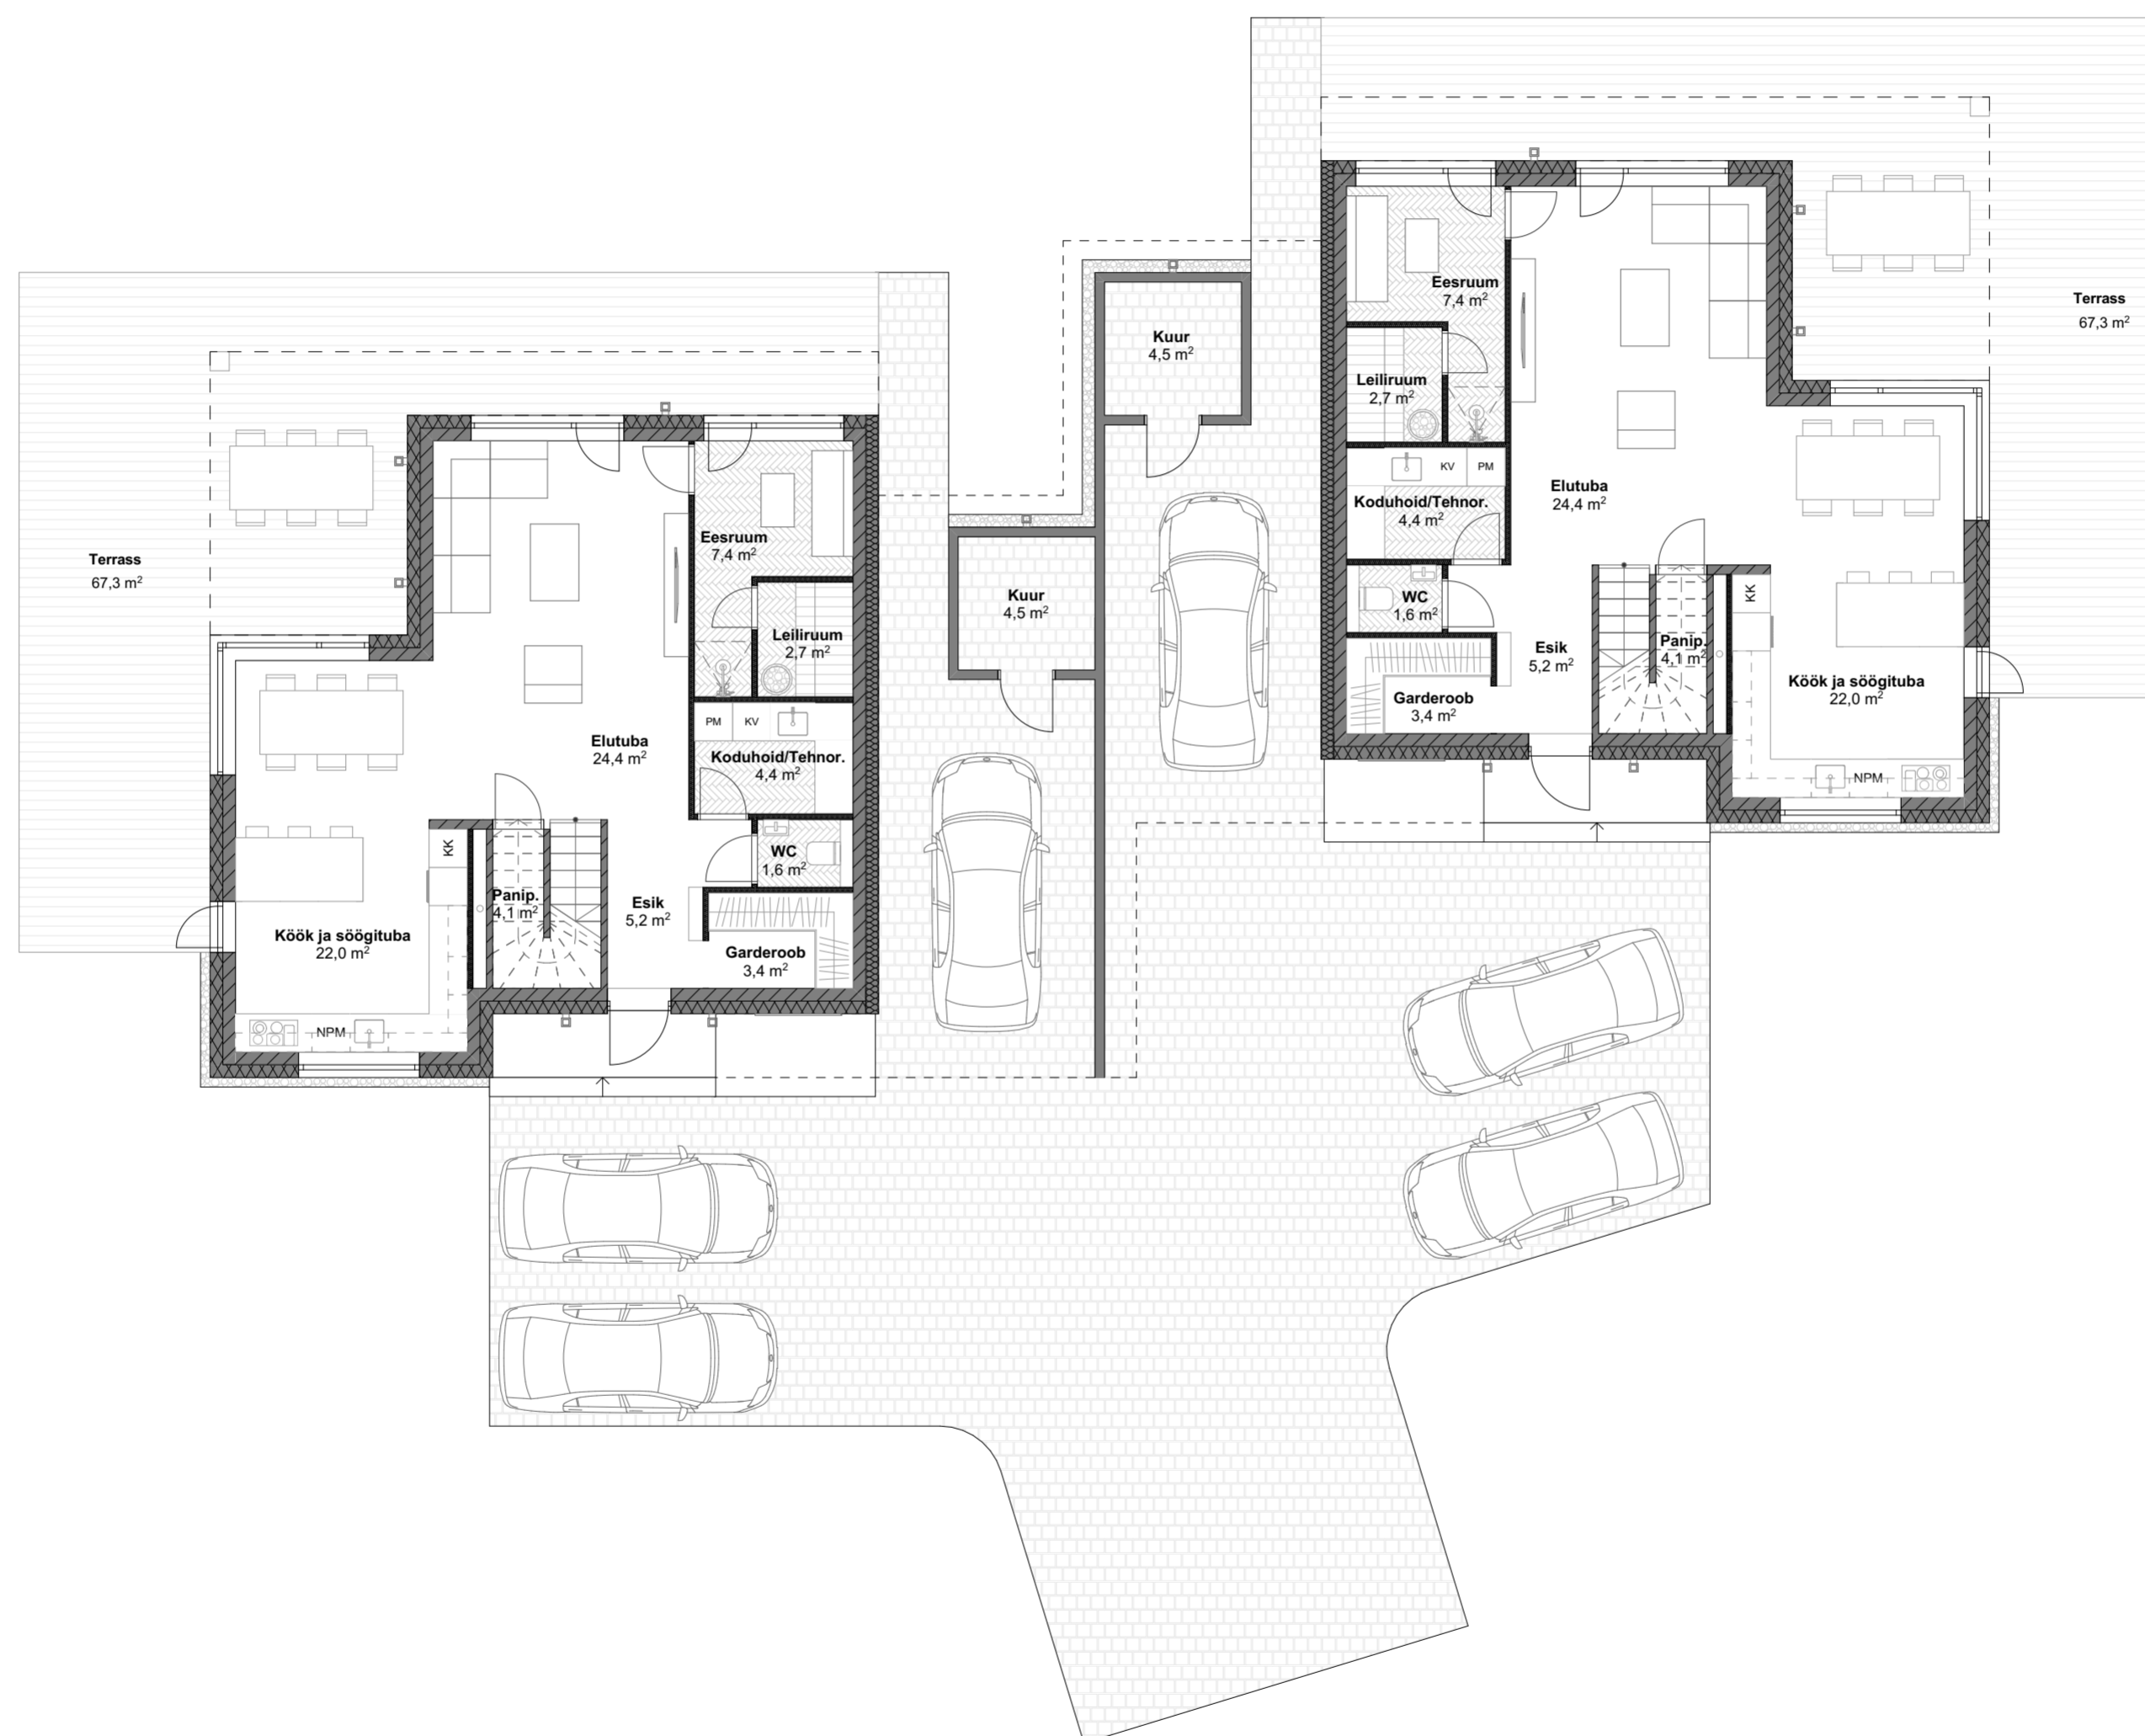 Terrass
67,3 m²
Eesruum
7,4 m²
Leiliruum
2,7 m²
PM
KV
Koduhoid/Tehnor.
4,4 m²
Elutuba
24,4 m²
WC
1,6 m²
KK
Panip.
4,1 m²
Esik
5,2 m²
Garderoob
3,4 m²
Köök ja söögituba
22,0 m²
NPM
Kuur
4,5 m²
Kuur
4,5 m²
Eesruum
7,4 m²
Terrass
67,3 m²
Leiliruum
2,7 m²
KV
PM
Koduhoid/Tehnor.
4,4 m²
Elutuba
24,4 m²
WC
1,6 m²
KK
Esik
5,2 m²
Panip.
4,1 m²
Garderoob
3,4 m²
Köök ja söögituba
22,0 m²
NPM